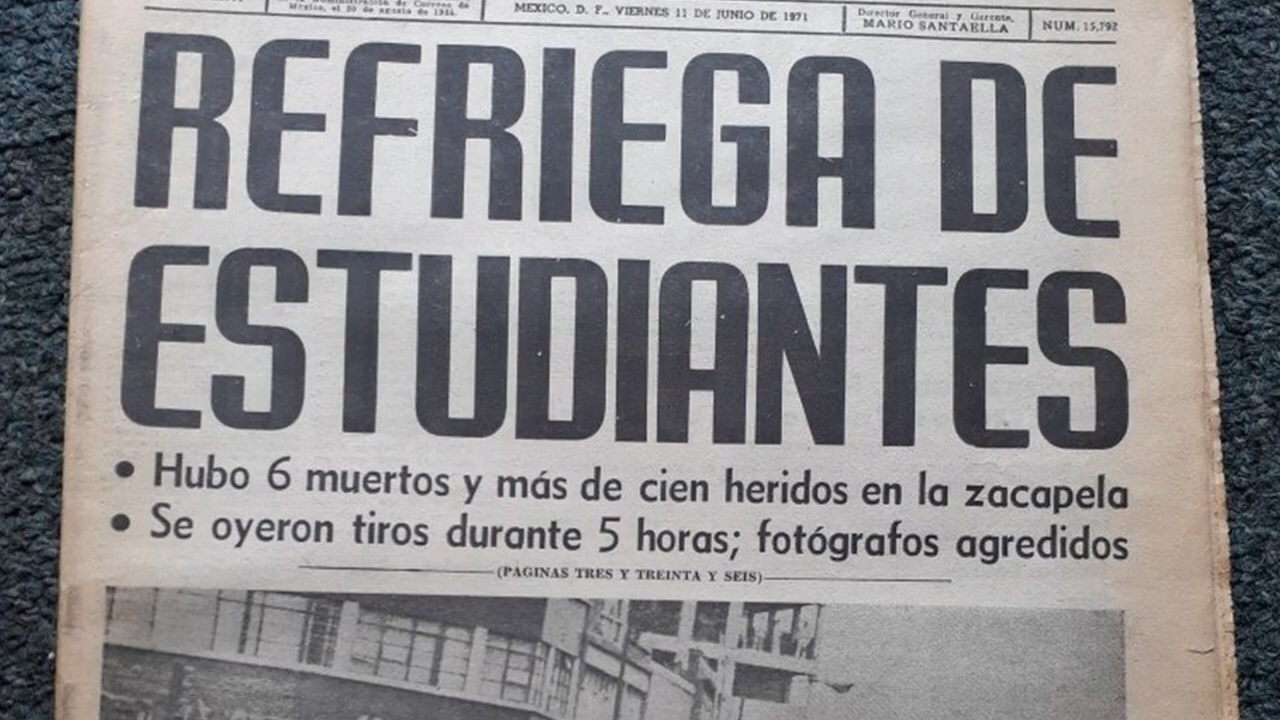 la Administración de Correos de
México, el 20 de agosto de 1935.
MEXICO, D. F., VIERNES 11 DE JUNIO DE 1971
Director General y Gerente,
MARIO SANTAELLA
NUM. 15,792
REFRIEGA DE
ESTUDIANTES
• Hubo 6 muertos y más de cien heridos en la zacapela
• Se oyeron tiros durante 5 horas; fotógrafos agredidos
(PAGINAS TRES Y TREINTA Y SEIS)